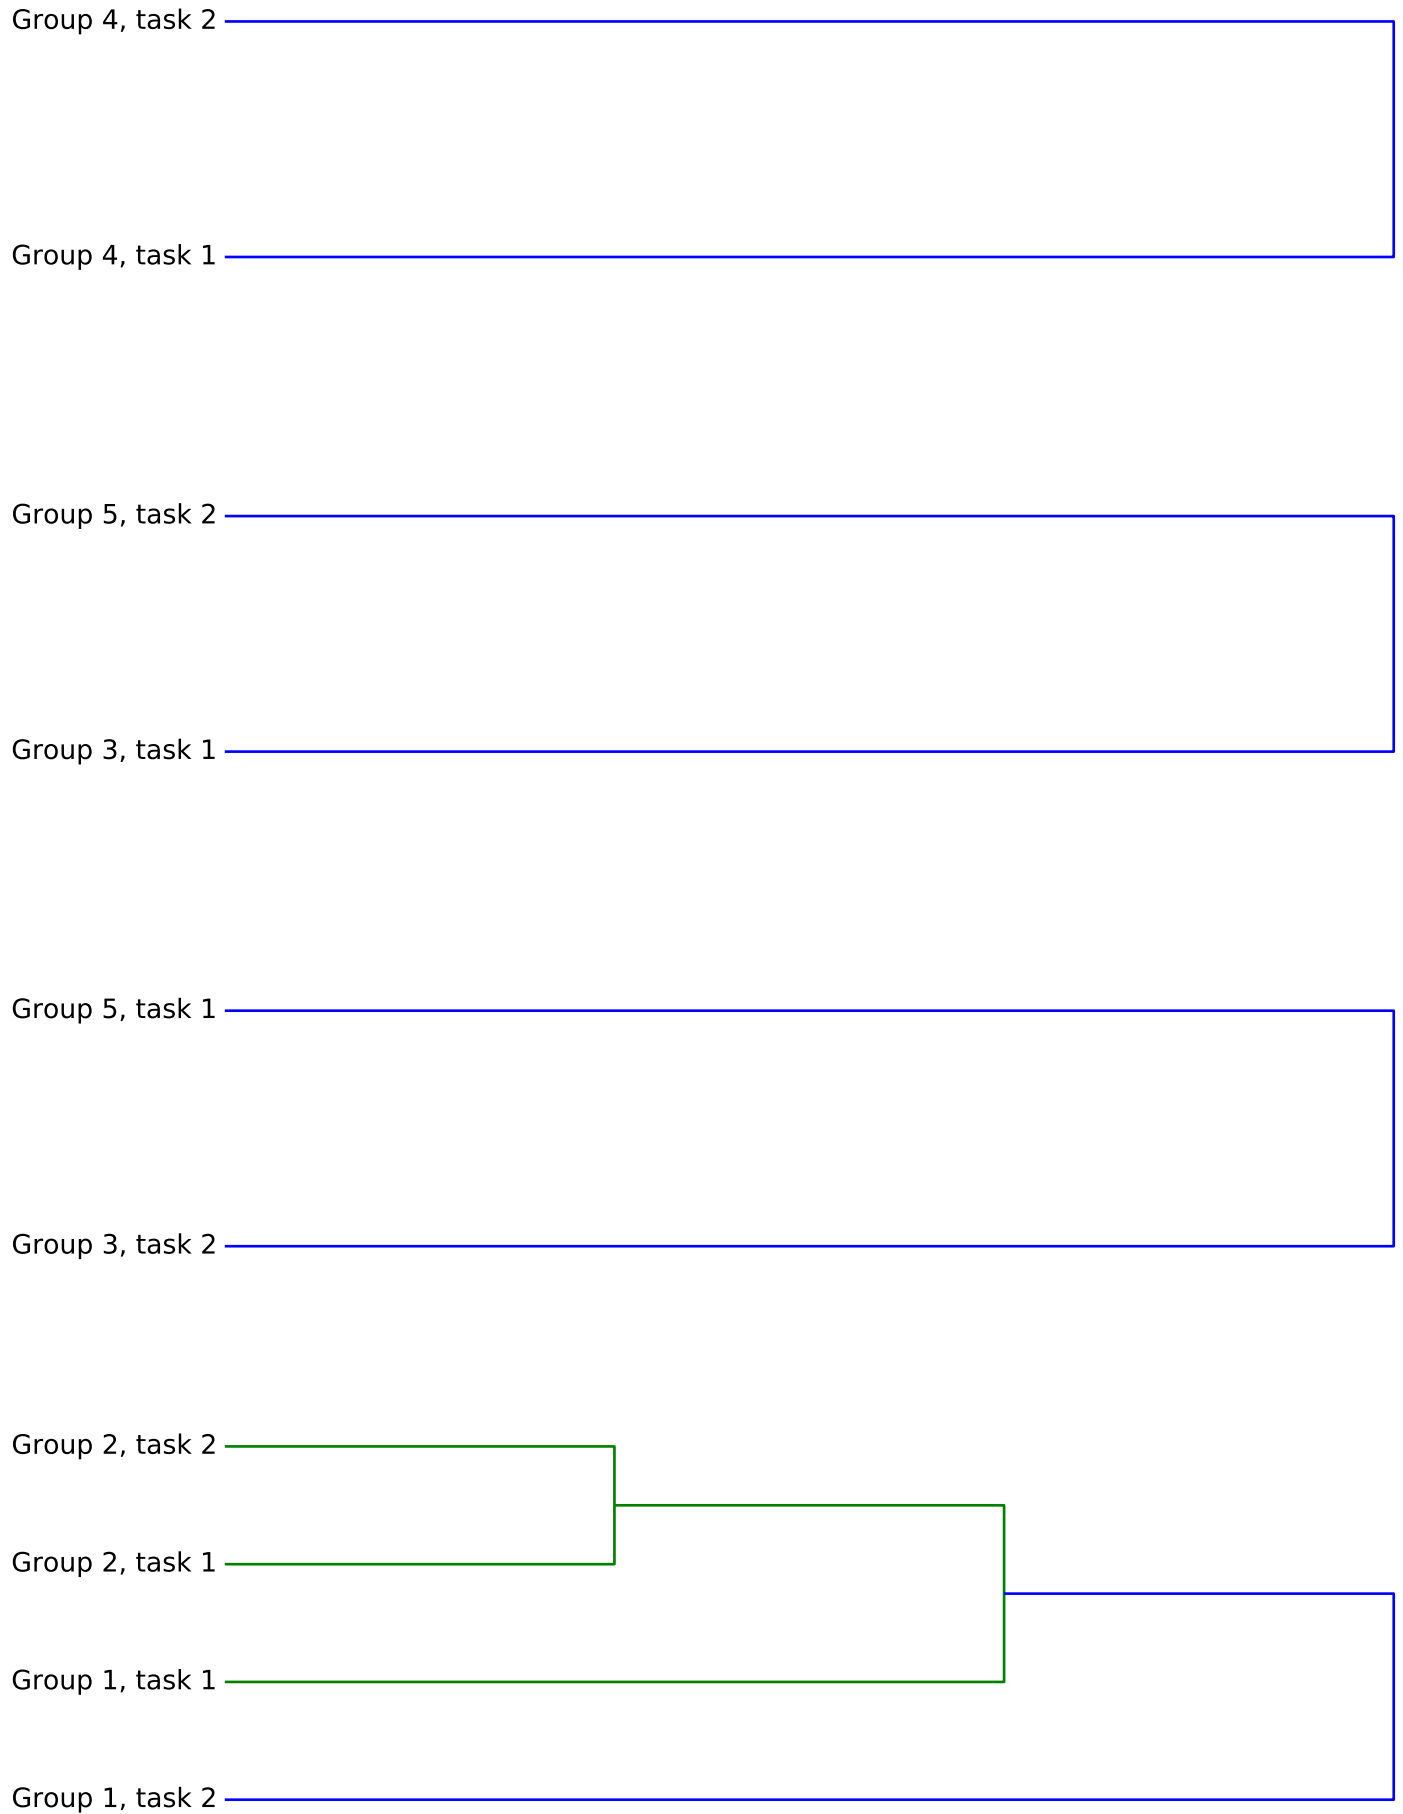 Group 4, task 2
Group 4, task 1
Group 5, task 2
Group 3, task 1
Group 5, task 1
Group 3, task 2
Group 2, task 2
Group 2, task 1
Group 1, task 1
Group 1, task 2